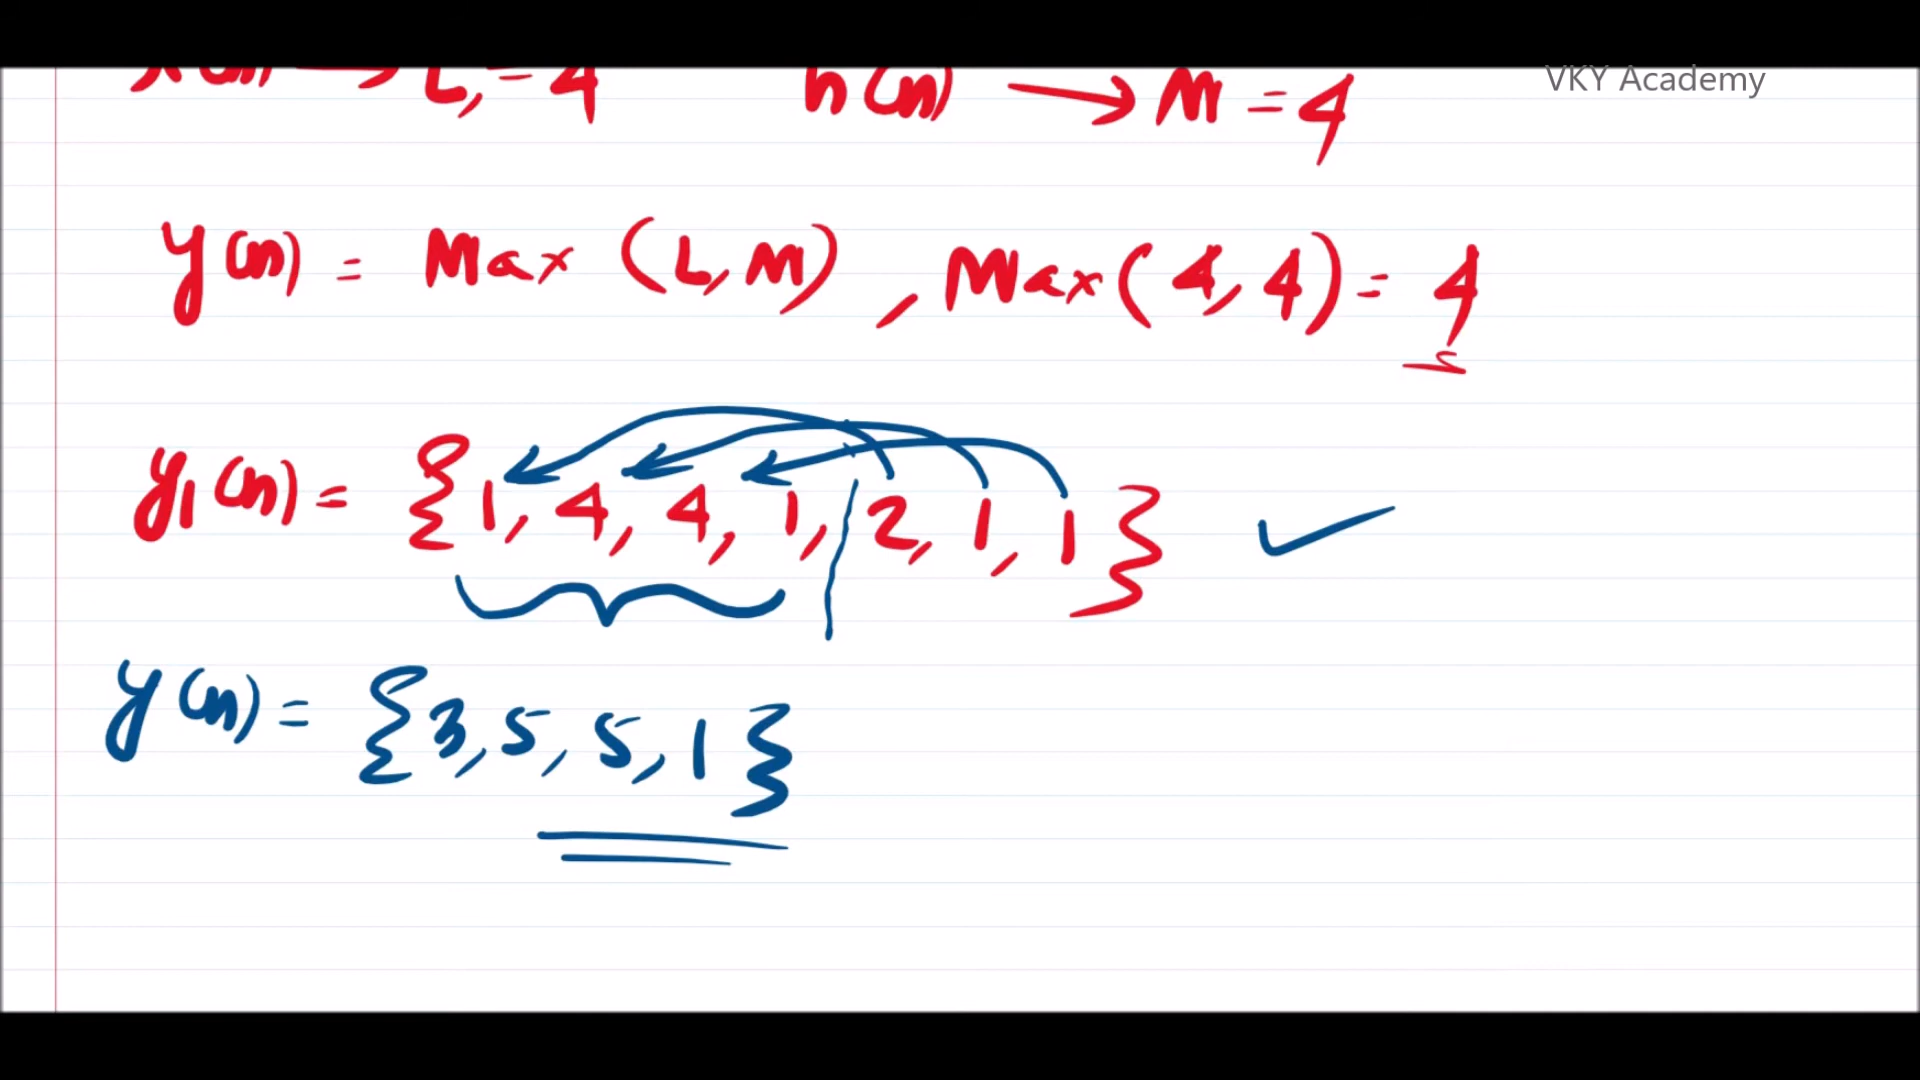 VKY Academy
x(n) → L = 4 h(n) → M = 4
y(n) = Max (L, M), Max (4, 4) = 4
y1(n) = {1, 4, 4, 1, 2, 1, 1} ✓
y(n) = {3, 5, 5, 1}